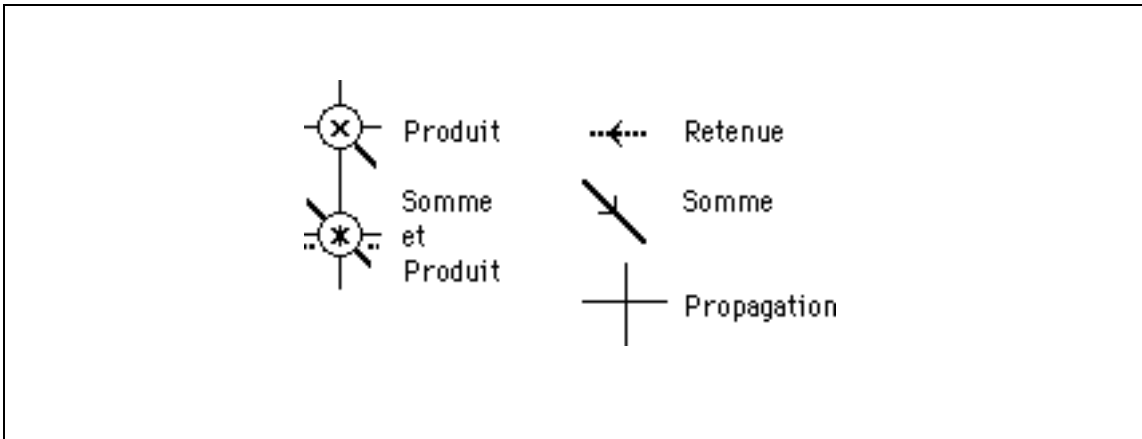 Produit
Somme
et
Produit
Retenue
Somme
Propagation